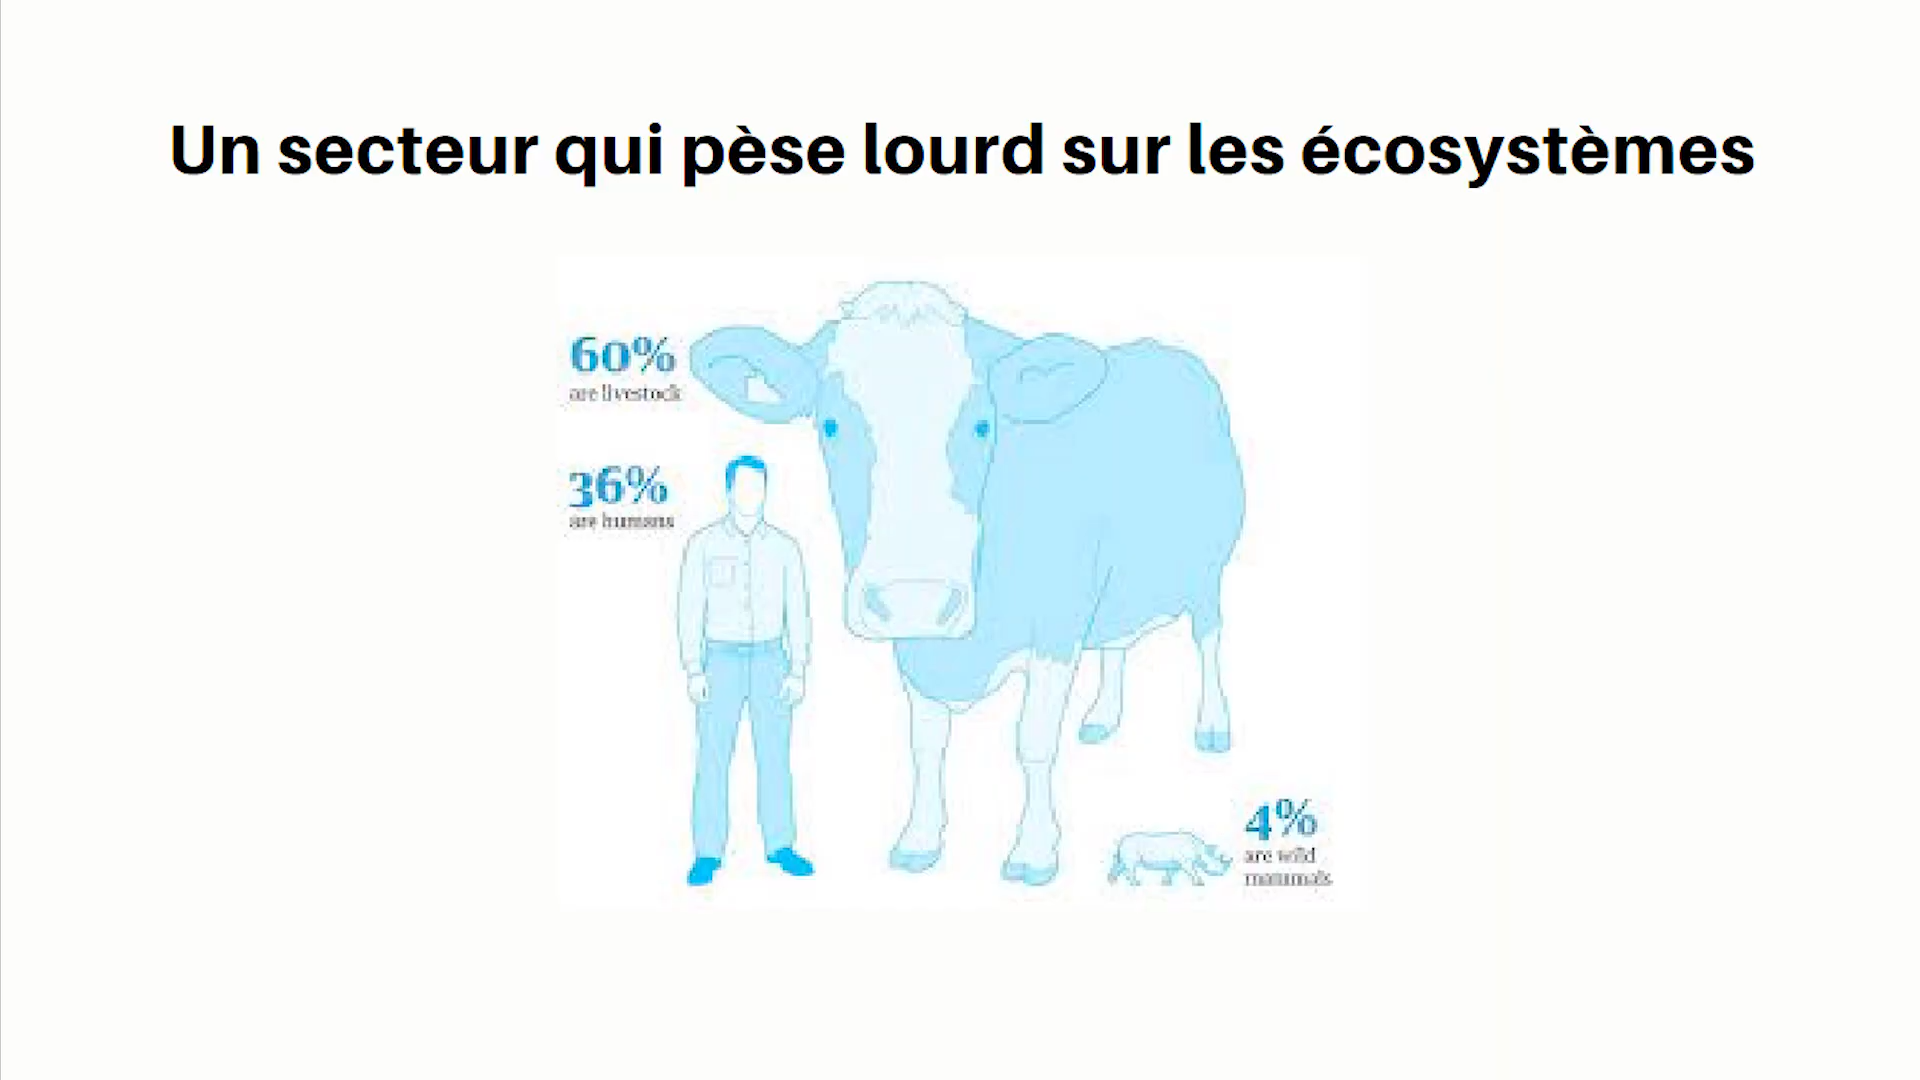 Un secteur qui pèse lourd sur les écosystèmes
60%
are livestock
36%
are humans
4%
are wild
mammals